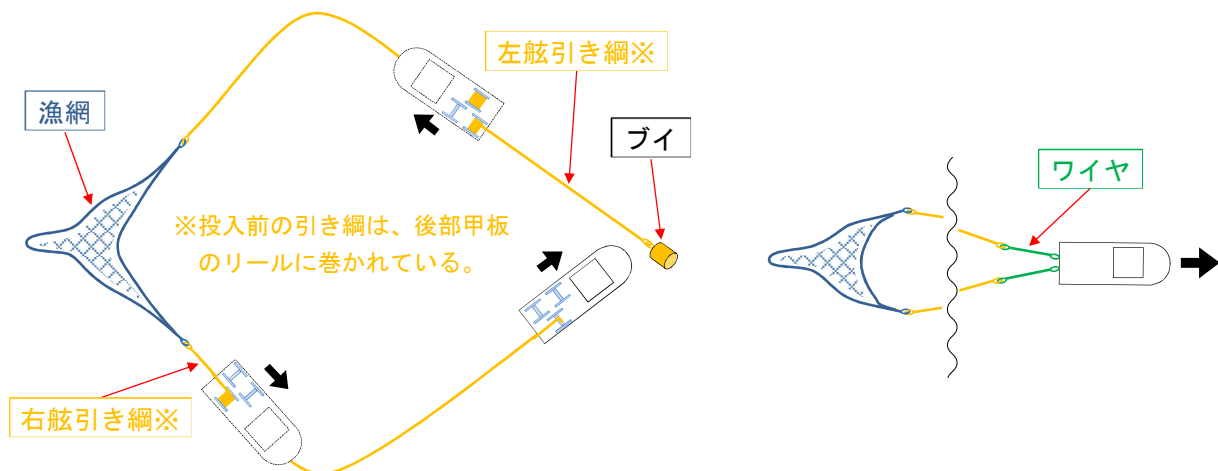 左舷引き綱※
漁網
ブイ
ワイヤ
※投入前の引き綱は、後部甲板
のリールに巻かれている。
右舷引き綱※